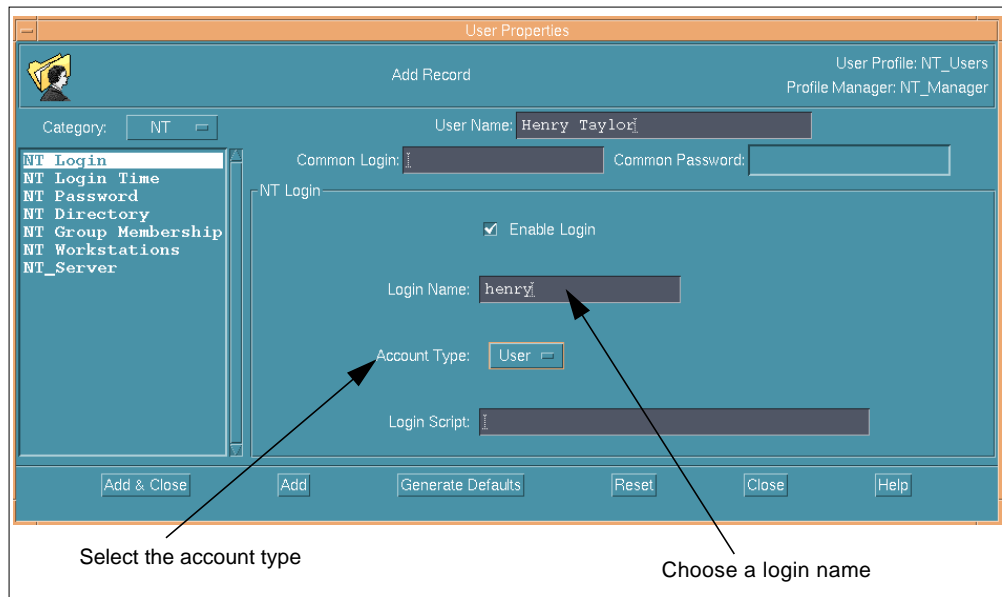 User Properties
Add Record
User Profile: NT_Users
Profile Manager: NT_Manager
Category: NT
User Name: Henry Taylor
Common Login:
Common Password:
NT Login
NT Login Time
NT Password
NT Directory
NT Group Membership
NT Workstations
NT_Server
NT Login
Enable Login
Login Name: henry
Account Type: User
Login Script:
Add & Close
Add
Generate Defaults
Reset
Close
Help
Select the account type
Choose a login name